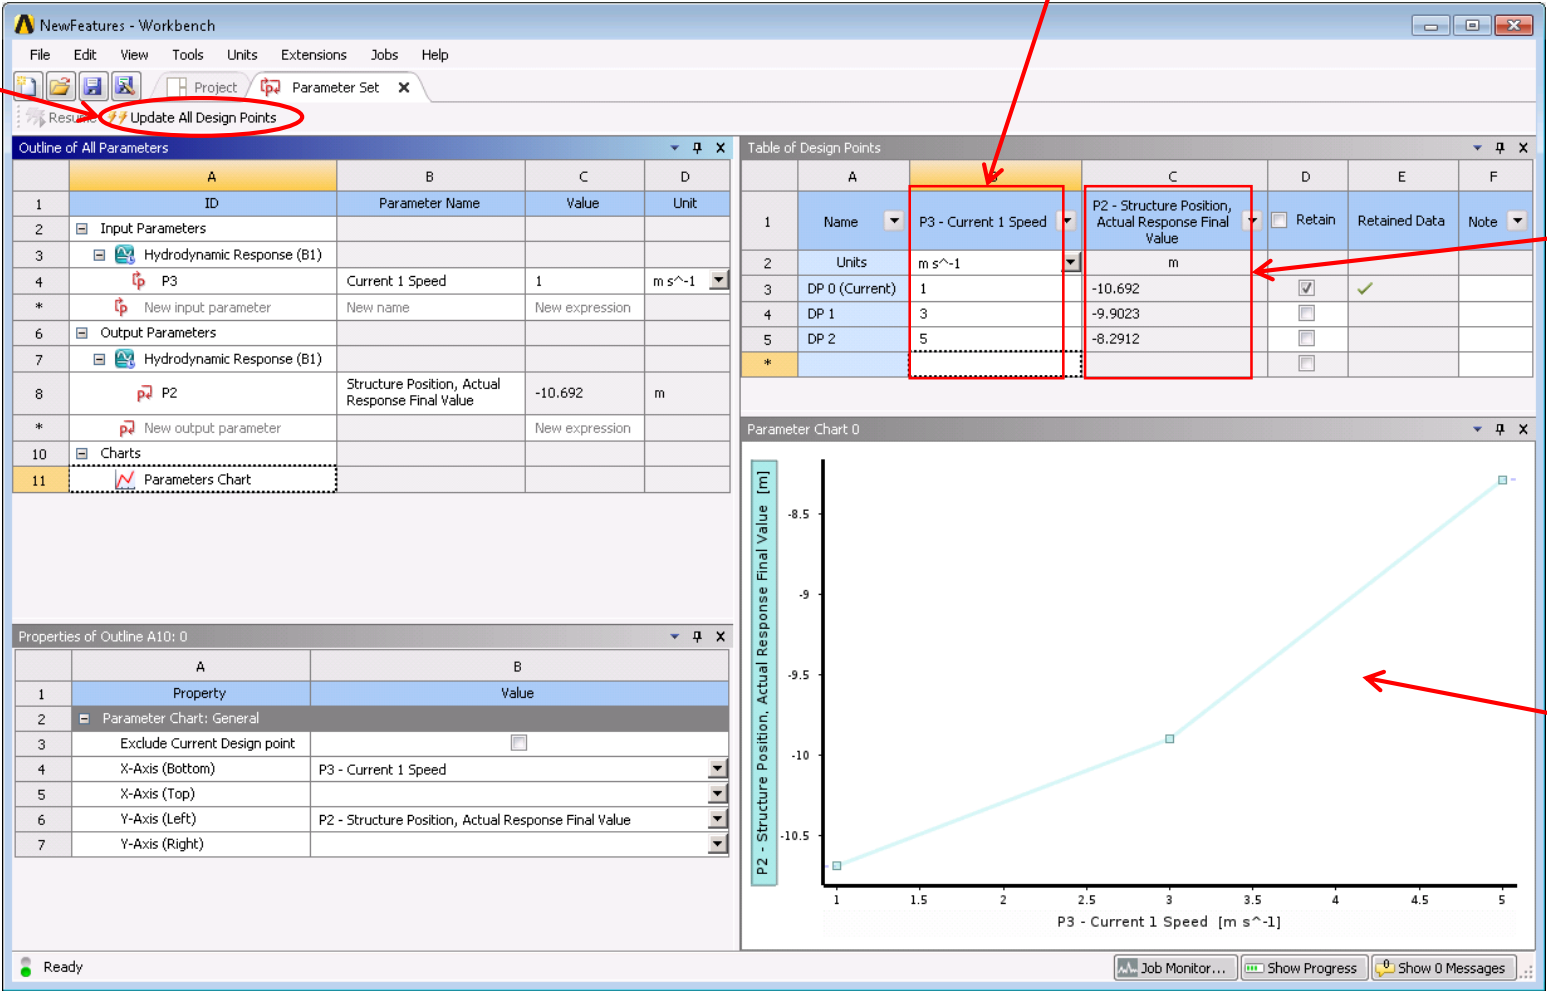 NewFeatures - Workbench
File Edit View Tools Units Extensions Jobs Help
Project Parameter Set
Resume Update All Design Points
Outline of All Parameters
A B C D
1 ID Parameter Name Value Unit
2 Input Parameters
3 Hydrodynamic Response (B1)
4 P3 Current 1 Speed 1 m s^-1
* New input parameter New name New expression
6 Output Parameters
7 Hydrodynamic Response (B1)
8 P2 Structure Position, Actual Response Final Value -10.692 m
* New output parameter New expression
10 Charts
11 Parameters Chart
Properties of Outline A10: 0
A B
1 Property Value
2 Parameter Chart: General
3 Exclude Current Design point
4 X-Axis (Bottom) P3 - Current 1 Speed
5 X-Axis (Top)
6 Y-Axis (Left) P2 - Structure Position, Actual Response Final Value
7 Y-Axis (Right)
Table of Design Points
A B C D E F
1 Name P3 - Current 1 Speed P2 - Structure Position, Actual Response Final Value Retain Retained Data Note
2 Units m s^-1 m
3 DP 0 (Current) 1 -10.692
4 DP 1 3 -9.9023
5 DP 2 5 -8.2912
*
Parameter Chart 0
P2 - Structure Position, Actual Response Final Value [m]
-8.5
-9
-9.5
-10
-10.5
1 1.5 2 2.5 3 3.5 4 4.5 5
P3 - Current 1 Speed [m s^-1]
Ready
Job Monitor... Show Progress 0 Show 0 Messages